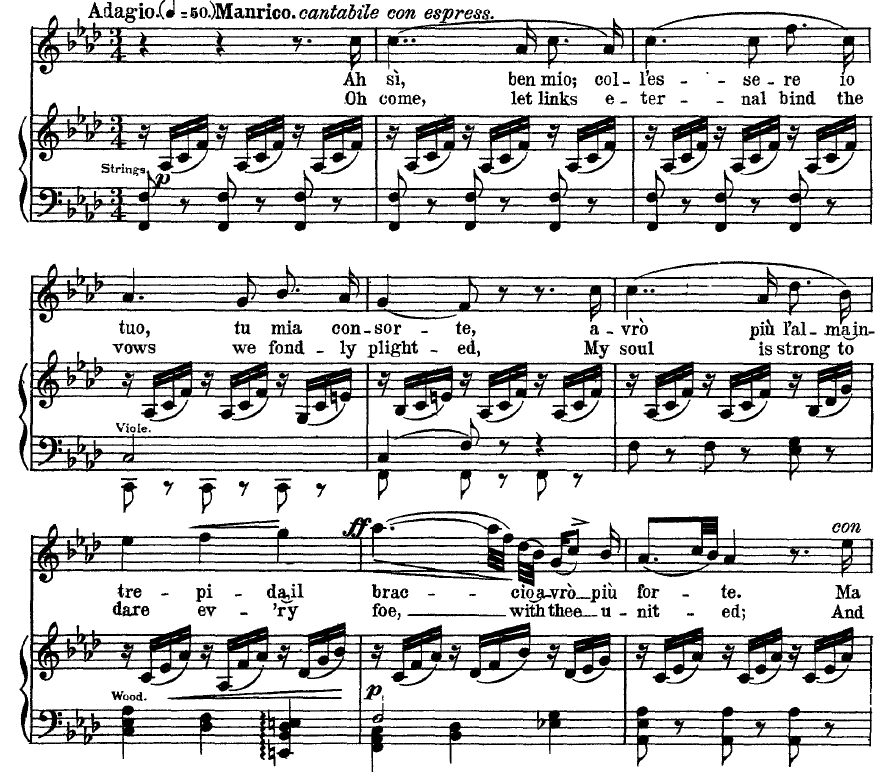 Adagio. (♩=50.) Manrico. cantabile con espress.
Ah sì, ben mio; col-l'es- -se-re io
Oh come, let links e-ter- -nal bind the
Strings.
p
tuo, tu mia con-sor-te, a-vrò più l'al-ma in-
vows we fond-ly plight-ed, My soul is strong to
Viole.
ff con
tre-pi-da, il brac- -cio a-vrò più for-te. Ma
dare ev-'ry foe, with thee u-nit-ed; And
Wood.
p